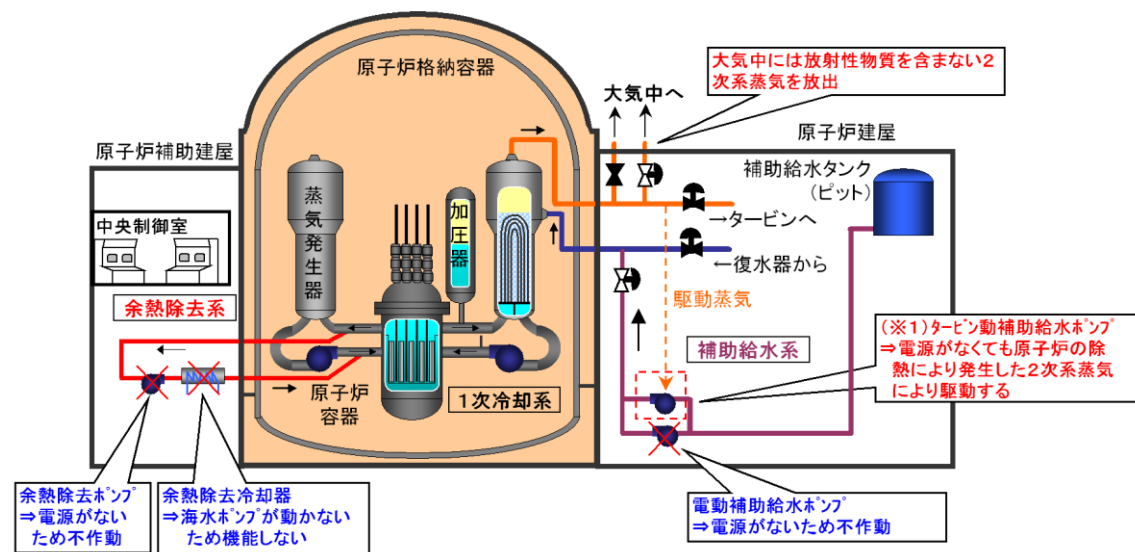 大気中には放射性物質を含まない2
次系蒸気を放出
原子炉格納容器
大気中へ
原子炉建屋
原子炉補助建屋
補助給水タンク
(ピット)
中央制御室
蒸気発生器
加圧器
→タービンへ
←復水器から
余熱除去系
駆動蒸気
補助給水系
(※1)タービン動補助給水ポンプ
⇒電源がなくても原子炉の除
熱により発生した2次系蒸気
により駆動する
原子炉
容器
1次冷却系
余熱除去ポンプ
⇒電源がない
ため不作動
余熱除去冷却器
⇒海水ポンプが動かない
ため機能しない
電動補助給水ポンプ
⇒電源がないため不作動